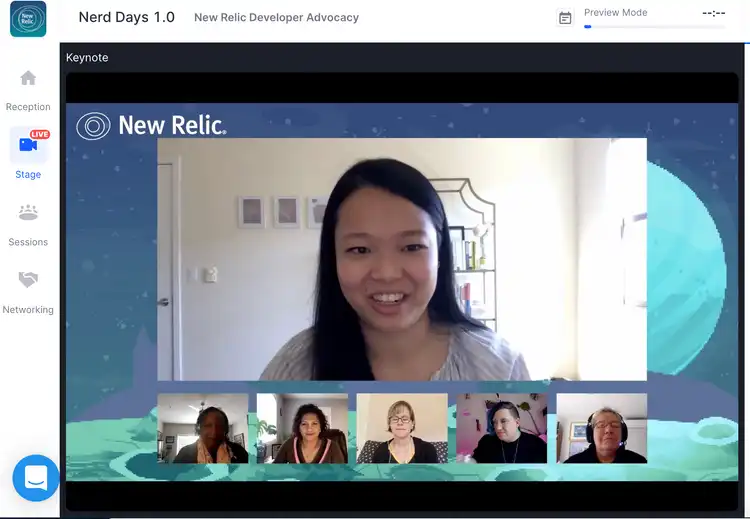 New Relic
Nerd Days 1.0
New Relic Developer Advocacy
Preview Mode
--:--
Keynote
New Relic®
Reception
LIVE
Stage
Sessions
Networking